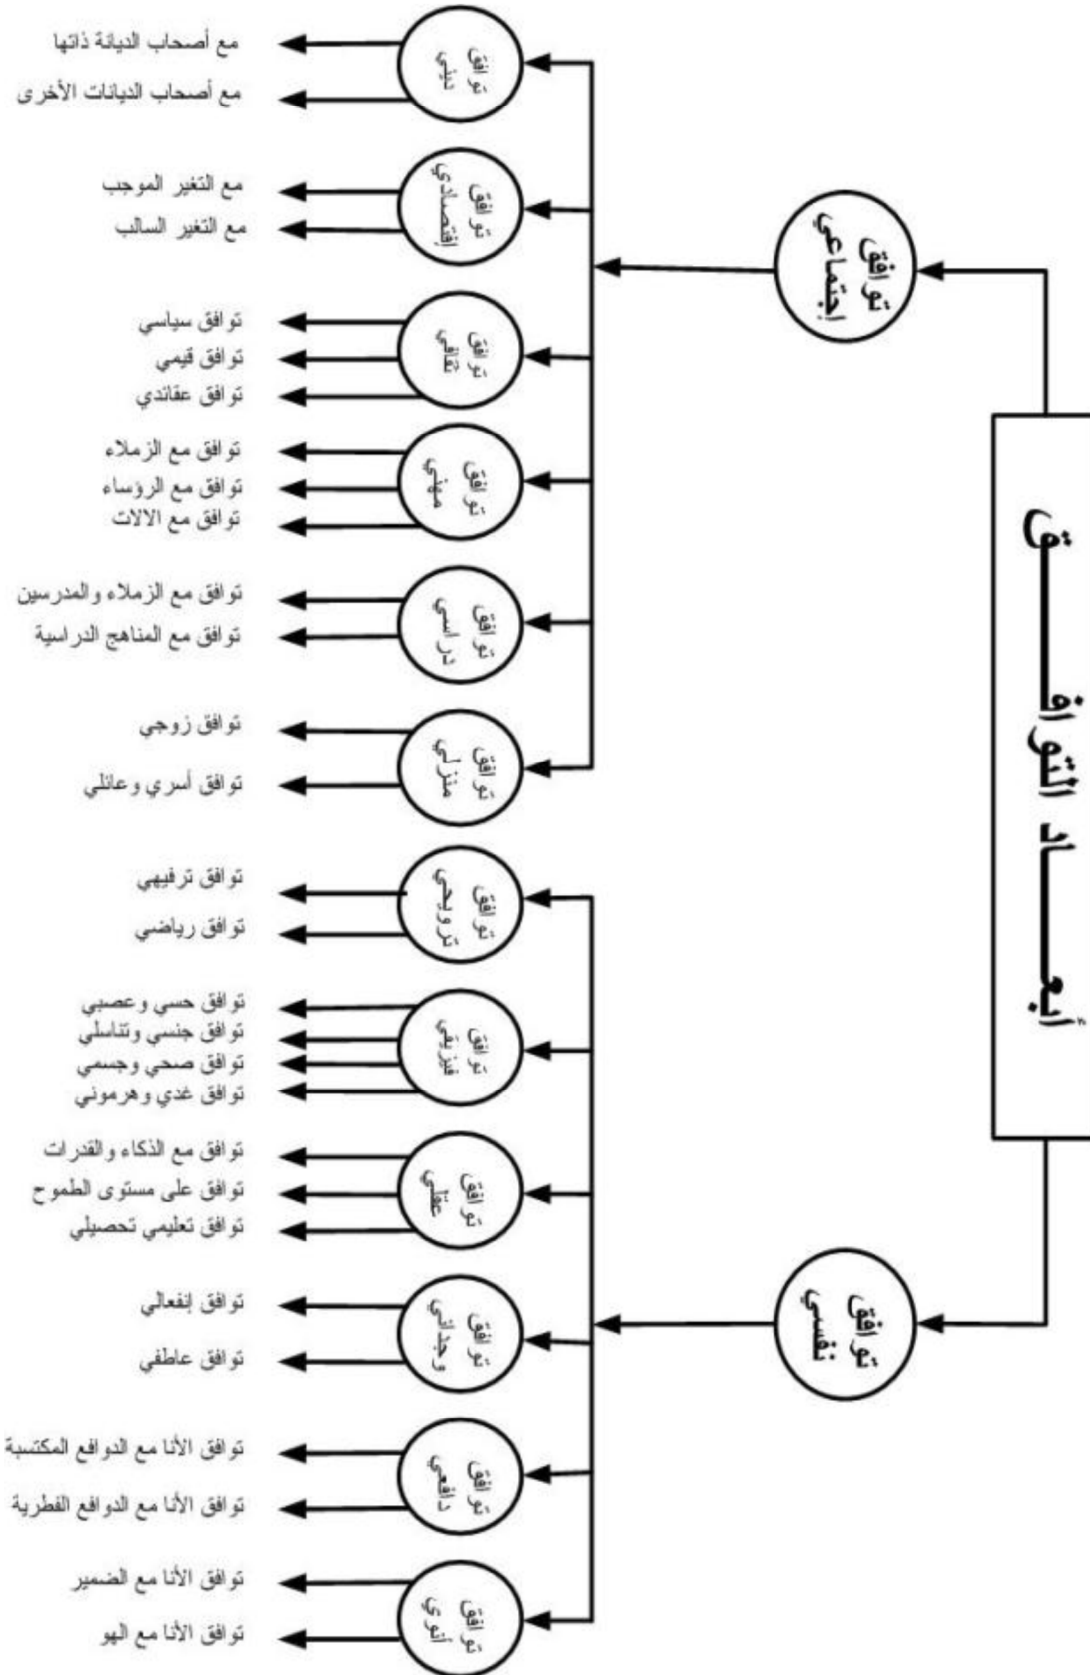 أبعـــاد التوافـــق
توافق
إجتماعي
توافق
ديني
مع أصحاب الديانة ذاتها
مع أصحاب الديانات الأخرى
توافق
إقتصادي
مع التغير الموجب
مع التغير السالب
توافق
ثقافي
توافق سياسي
توافق قيمي
توافق عقائدي
توافق
مهني
توافق مع الزملاء
توافق مع الرؤساء
توافق مع الالات
توافق
دراسي
توافق مع الزملاء والمدرسين
توافق مع المناهج الدراسية
توافق
منزلي
توافق زوجي
توافق أسري وعائلي
توافق
نفسي
توافق
ترويحي
توافق ترفيهي
توافق رياضي
توافق
فيزيقي
توافق حسي وعصبي
توافق جنسي وتناسلي
توافق صحي وجسمي
توافق غدي وهرموني
توافق
عقلي
توافق مع الذكاء والقدرات
توافق على مستوى الطموح
توافق تعليمي تحصيلي
توافق
وجداني
توافق إنفعالي
توافق عاطفي
توافق
دافعي
توافق الأنا مع الدوافع المكتسبة
توافق الأنا مع الدوافع الفطرية
توافق
أنوي
توافق الأنا مع الضمير
توافق الأنا مع الهو